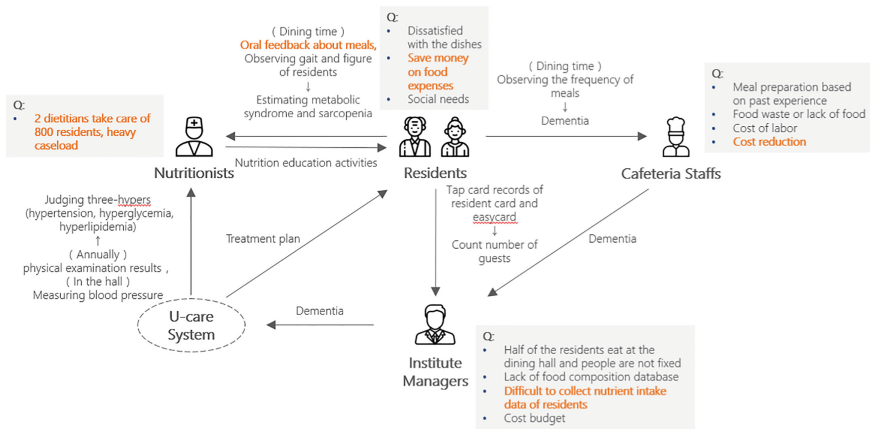 Q:
• 2 dietitians take care of
800 residents, heavy
caseload
Nutritionists
( Dining time )
Oral feedback about meals,
Observing gait and figure
of residents
↓
Estimating metabolic
syndrome and sarcopenia
Nutrition education activities
Q:
• Dissatisfied
with the dishes
• Save money
on food
expenses
• Social needs
Residents
( Dining time )
Observing the frequency of
meals
↓
Dementia
Q:
• Meal preparation based
on past experience
• Food waste or lack of food
• Cost of labor
• Cost reduction
Cafeteria Staffs
Judging three-hypers
(hypertension, hyperglycemia,
hyperlipidemia)
↑
( Annually )
physical examination results ,
( In the hall )
Measuring blood pressure
Treatment plan
Tap card records of
resident card and
easycard
↓
Count number of
guests
Dementia
U-care
System
Dementia
Institute
Managers
Q:
• Half of the residents eat at the
dining hall and people are not fixed
• Lack of food composition database
• Difficult to collect nutrient intake
data of residents
• Cost budget